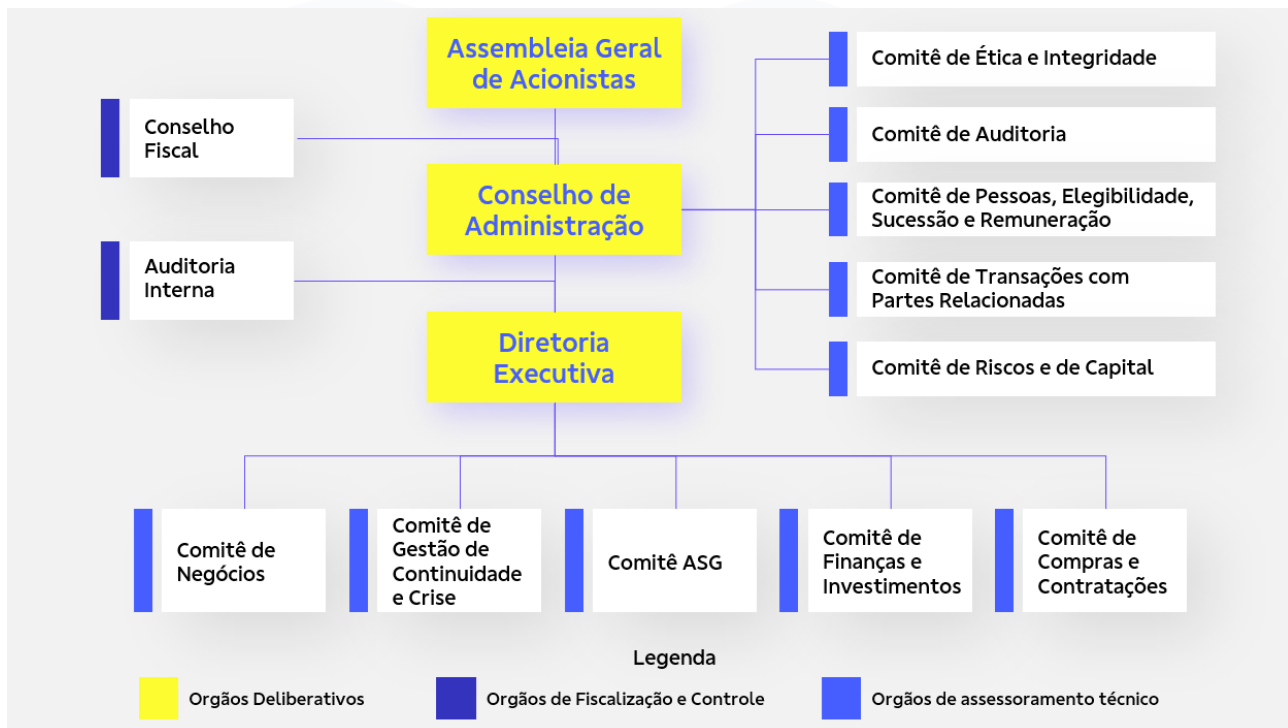 Assembleia Geral
de Acionistas
Conselho
Fiscal
Conselho de
Administração
Auditoria
Interna
Diretoria
Executiva
Comitê de Ética e Integridade
Comitê de Auditoria
Comitê de Pessoas, Elegibilidade,
Sucessão e Remuneração
Comitê de Transações com
Partes Relacionadas
Comitê de Riscos e de Capital
Comitê de
Negócios
Comitê de
Gestão de
Continuidade
e Crise
Comitê ASG
Comitê de
Finanças e
Investimentos
Comitê de
Compras e
Contratações
Legenda
Orgãos Deliberativos
Orgãos de Fiscalização e Controle
Orgãos de assessoramento técnico